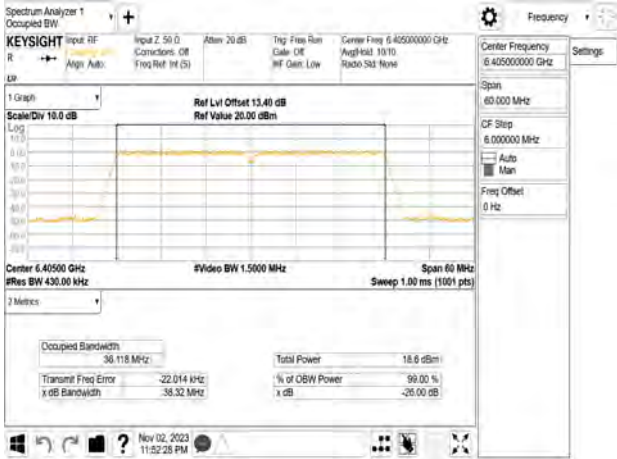 Spectrum Analyzer 1
Occupied BW
+
KEYSIGHT
R
Input: RF
Align: Auto
Input Z: 50 Ω
Corrections: Off
Freq Ref: Int (S)
Atten: 20 dB
Trig: Free Run
Gate: Off
#IF Gain: Low
Center Freq: 6.405000000 GHz
Avg|Hold: 10/10
Radio Std: None
1 Graph
Scale/Div 10.0 dB
Ref Lvl Offset 13.40 dB
Ref Value 20.00 dBm
Log
10.0
0.00
Center 6.40500 GHz
#Res BW 430.00 kHz
#Video BW 1.5000 MHz
Span 60 MHz
Sweep 1.00 ms (1001 pts)
2 Metrics
Occupied Bandwidth
36.118 MHz
Total Power
18.6 dBm
Transmit Freq Error
-22.014 kHz
% of OBW Power
99.00 %
x dB Bandwidth
38.32 MHz
x dB
-26.00 dB
Nov 02, 2023
11:52:28 PM
Frequency
Settings
Center Frequency
6.405000000 GHz
Span
60.000 MHz
CF Step
6.000000 MHz
Auto
Man
Freq Offset
0 Hz